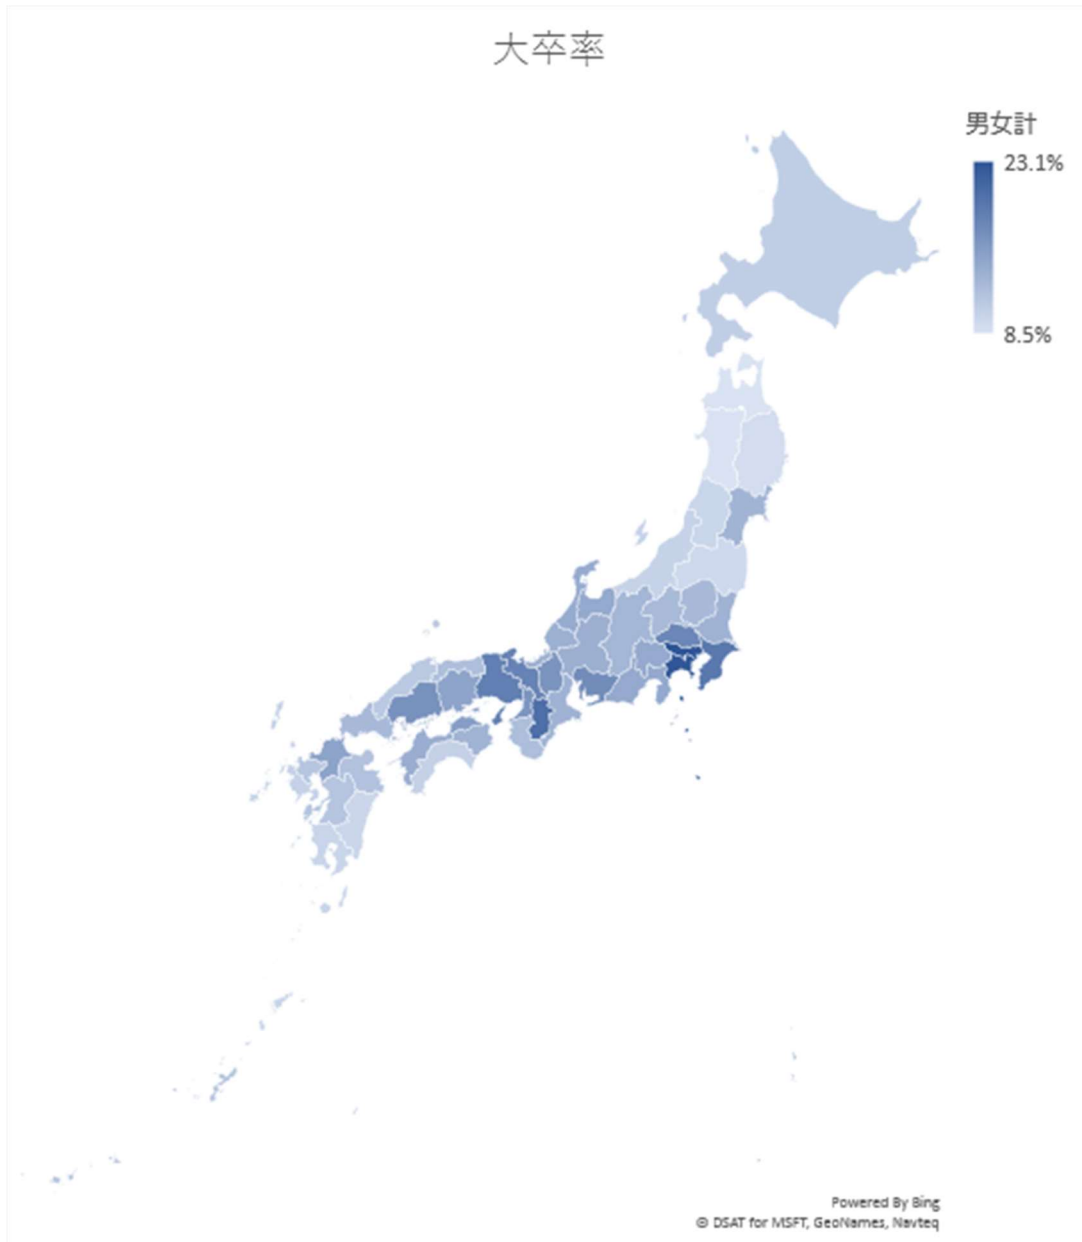 大卒率
男女計
23.1%
8.5%
Powered By Bing
© DSAT for MSFT, GeoNames, Navteq